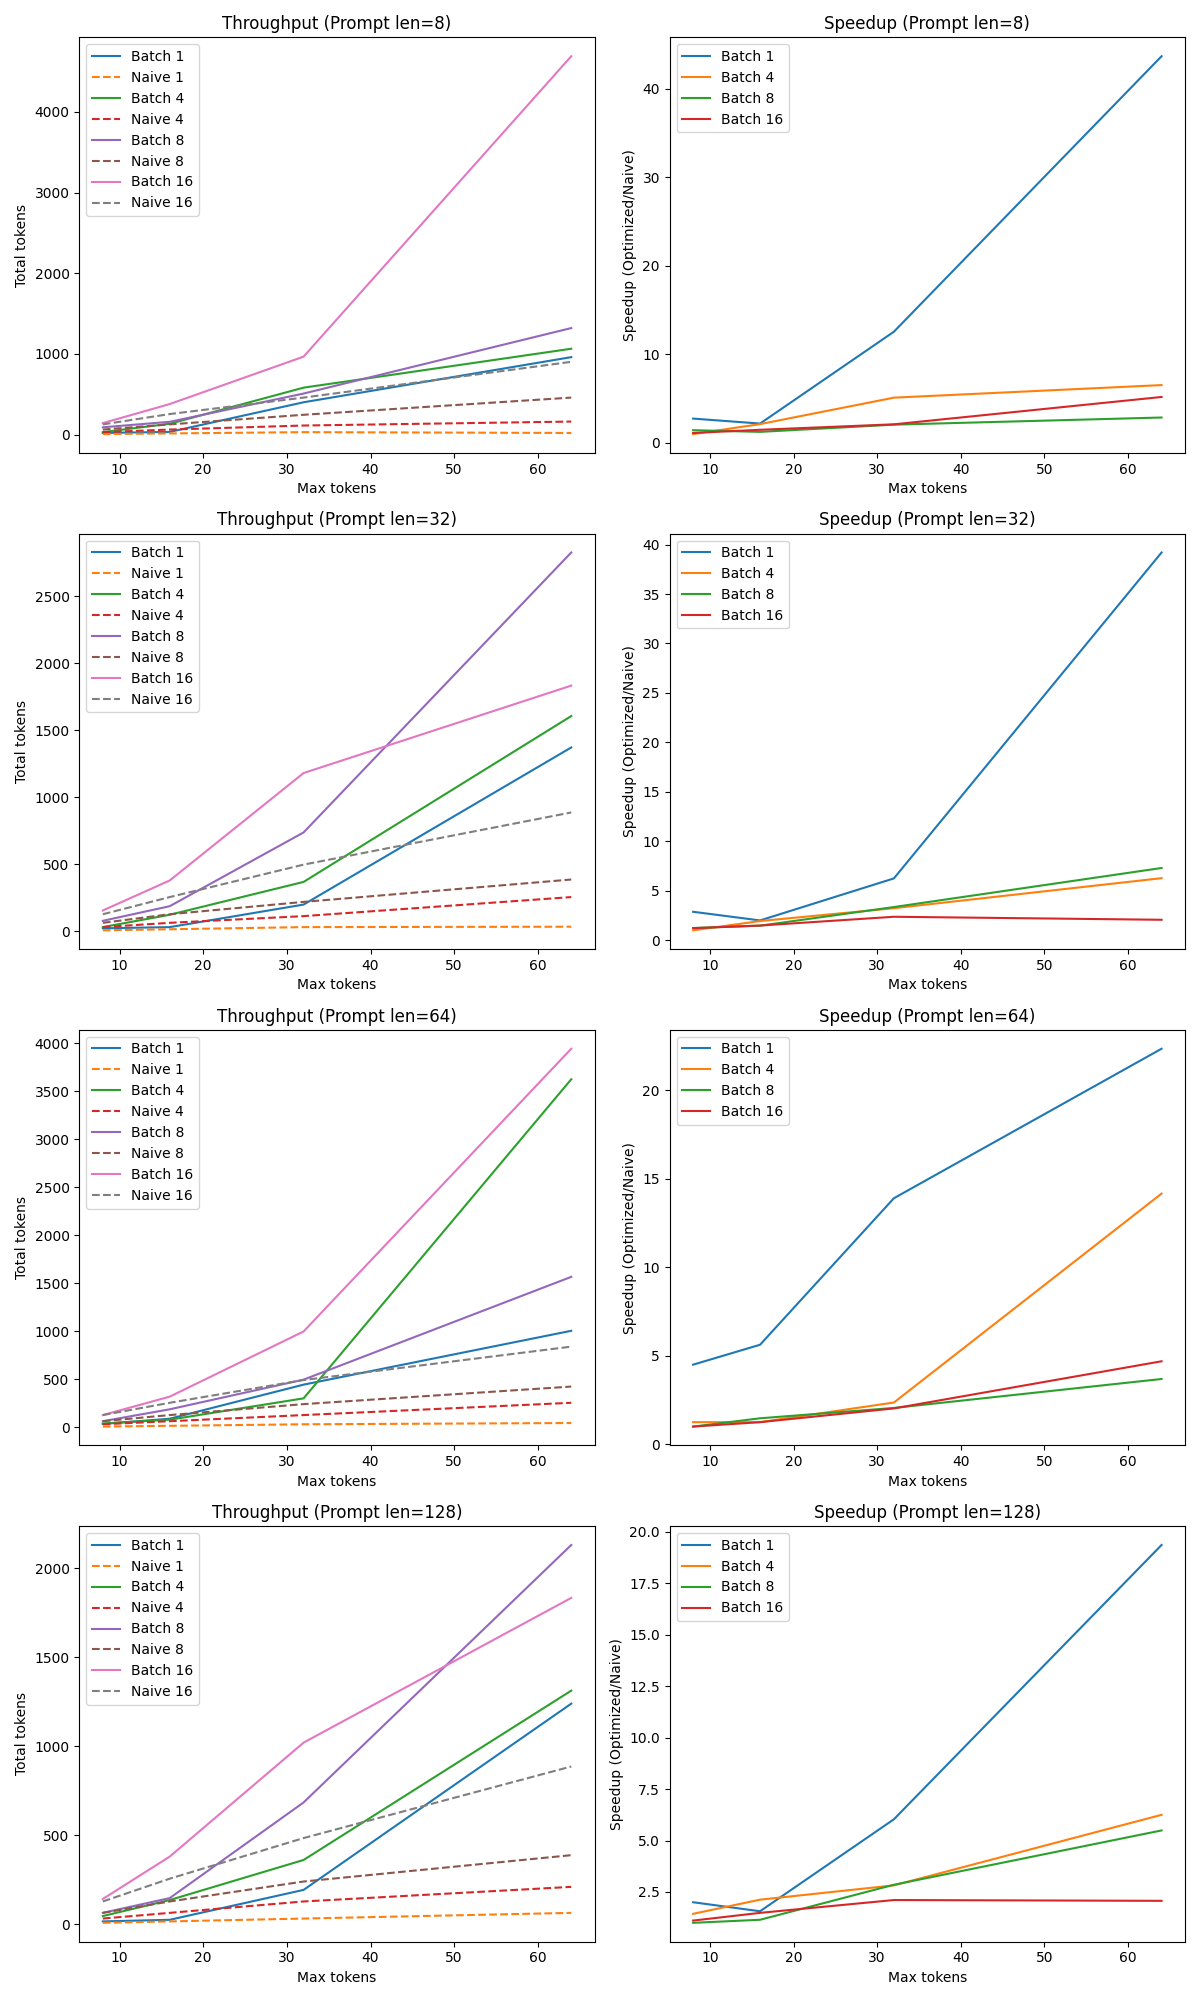 Throughput (Prompt len=8)
Total tokens
4000
3000
2000
1000
0
Batch 1
Naive 1
Batch 4
Naive 4
Batch 8
Naive 8
Batch 16
Naive 16
10 20 30 40 50 60
Max tokens
Speedup (Prompt len=8)
Speedup (Optimized/Naive)
40
30
20
10
0
Batch 1
Batch 4
Batch 8
Batch 16
10 20 30 40 50 60
Max tokens
Throughput (Prompt len=32)
Total tokens
2500
2000
1500
1000
500
0
Batch 1
Naive 1
Batch 4
Naive 4
Batch 8
Naive 8
Batch 16
Naive 16
10 20 30 40 50 60
Max tokens
Speedup (Prompt len=32)
Speedup (Optimized/Naive)
40
35
30
25
20
15
10
5
0
Batch 1
Batch 4
Batch 8
Batch 16
10 20 30 40 50 60
Max tokens
Throughput (Prompt len=64)
Total tokens
4000
3500
3000
2500
2000
1500
1000
500
0
Batch 1
Naive 1
Batch 4
Naive 4
Batch 8
Naive 8
Batch 16
Naive 16
10 20 30 40 50 60
Max tokens
Speedup (Prompt len=64)
Speedup (Optimized/Naive)
20
15
10
5
0
Batch 1
Batch 4
Batch 8
Batch 16
10 20 30 40 50 60
Max tokens
Throughput (Prompt len=128)
Total tokens
2000
1500
1000
500
0
Batch 1
Naive 1
Batch 4
Naive 4
Batch 8
Naive 8
Batch 16
Naive 16
10 20 30 40 50 60
Max tokens
Speedup (Prompt len=128)
Speedup (Optimized/Naive)
20.0
17.5
15.0
12.5
10.0
7.5
5.0
2.5
Batch 1
Batch 4
Batch 8
Batch 16
10 20 30 40 50 60
Max tokens